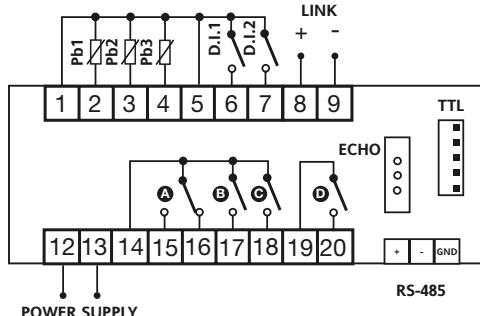 LINK
+ -
Pb1 Pb2 Pb3 D.I.1 D.I.2
1 2 3 4 5 6 7 8 9
TTL
ECHO
A B C D
12 13 14 15 16 17 18 19 20
+ - GND
RS-485
POWER SUPPLY